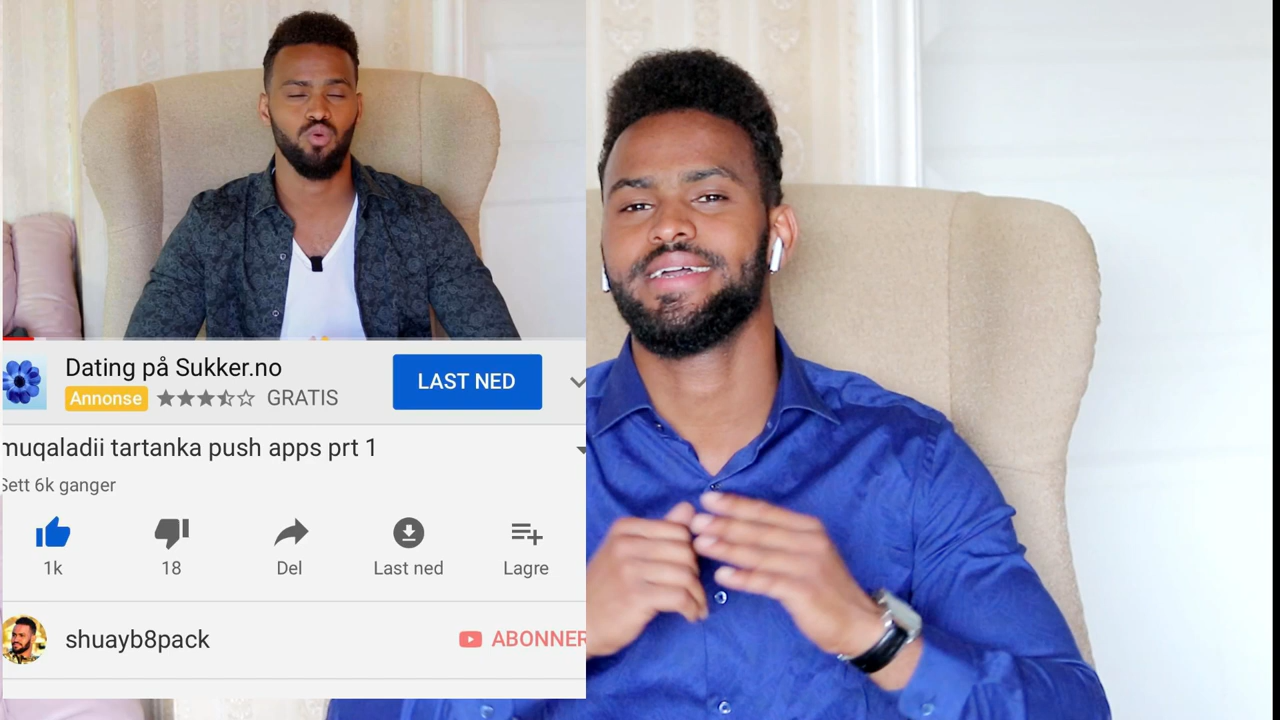 Dating på Sukker.no
Annonse GRATIS
LAST NED
muqaladii tartanka push apps prt 1
Sett 6k ganger
1k 18 Del Last ned Lagre
shuayb8pack
ABONNER